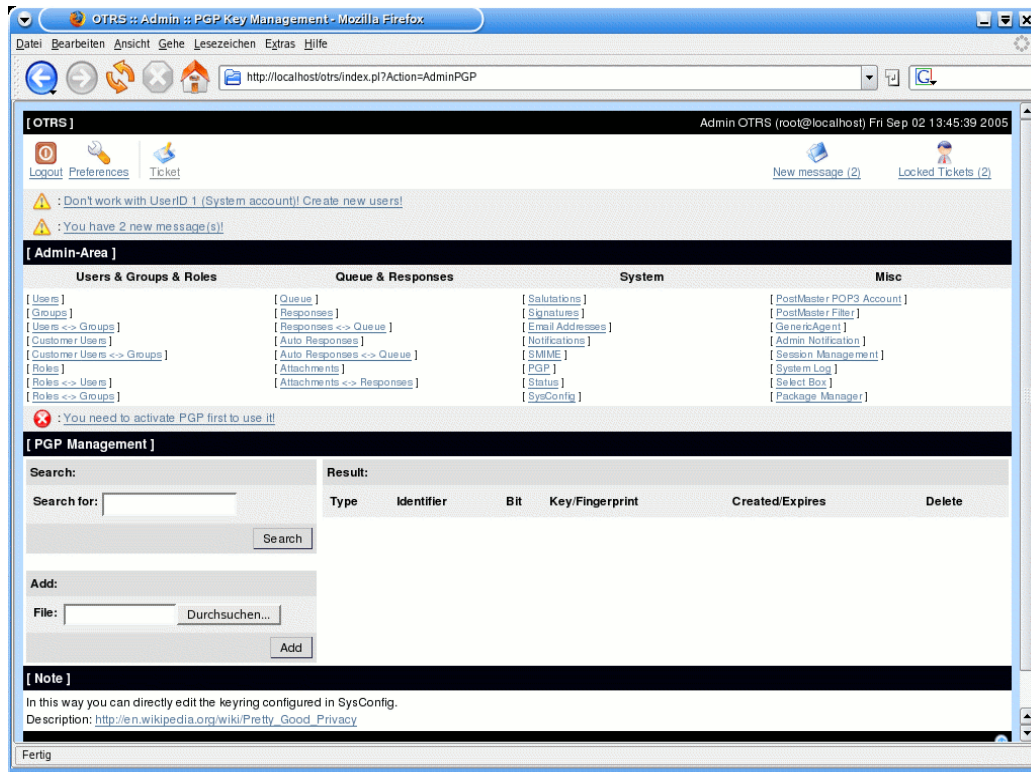 OTRS :: Admin :: PGP Key Management - Mozilla Firefox
Datei Bearbeiten Ansicht Gehe Lesezeichen Extras Hilfe
http://localhost/otrs/index.pl?Action=AdminPGP
[ OTRS ] Admin OTRS (root@localhost) Fri Sep 02 13:45:39 2005
Logout Preferences Ticket New message (2) Locked Tickets (2)
: Don't work with UserID 1 (System account)! Create new users!
: You have 2 new message(s)!
[ Admin-Area ]
Users & Groups & Roles Queue & Responses System Misc
[ Users ] [ Queue ] [ Salutations ] [ PostMaster POP3 Account ]
[ Groups ] [ Responses ] [ Signatures ] [ PostMaster Filter ]
[ Users <-> Groups ] [ Responses <-> Queue ] [ Email Addresses ] [ GenericAgent ]
[ Customer Users ] [ Auto Responses ] [ Notifications ] [ Admin Notification ]
[ Customer Users <-> Groups ] [ Auto Responses <-> Queue ] [ SMIME ] [ Session Management ]
[ Roles ] [ Attachments ] [ PGP ] [ System Log ]
[ Roles <-> Users ] [ Attachments <-> Responses ] [ Status ] [ Select Box ]
[ Roles <-> Groups ] [ SysConfig ] [ Package Manager ]
: You need to activate PGP first to use it!
[ PGP Management ]
Search: Result:
Search for: Type Identifier Bit Key/Fingerprint Created/Expires Delete
Search
Add:
File: Durchsuchen...
Add
[ Note ]
In this way you can directly edit the keyring configured in SysConfig.
Description: http://en.wikipedia.org/wiki/Pretty_Good_Privacy
Fertig